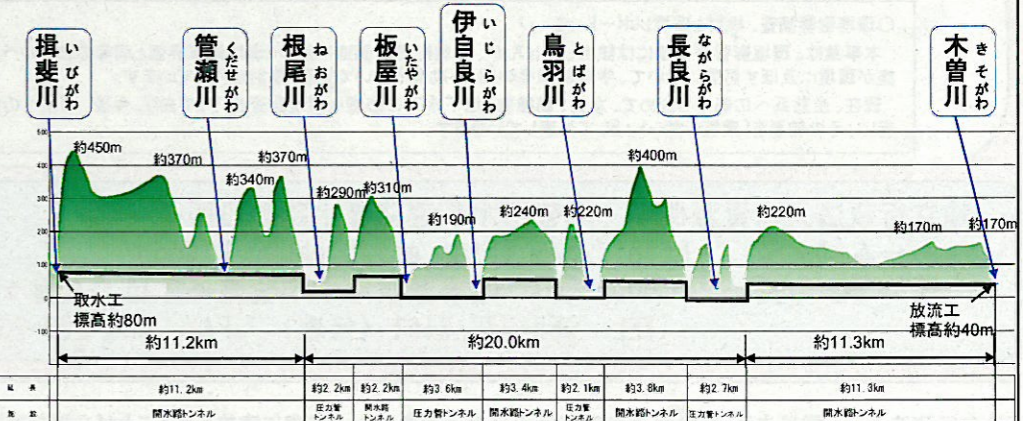 揖斐川 いびがわ
管瀬川 くだせがわ
根尾川 ねおがわ
板屋川 いたやがわ
伊自良川 いじらがわ
鳥羽川 とばがわ
長良川 ながらがわ
木曽川 きそがわ
500
400
300
200
100
0
-100
約450m
約370m
約340m
約370m
約290m
約310m
約190m
約240m
約220m
約400m
約220m
約170m
約170m
取水工
標高約80m
放流工
標高約40m
約11.2km
約20.0km
約11.3km
延長 約11.2km 約2.2km 約2.2km 約3.6km 約3.4km 約2.1km 約3.8km 約2.7km 約11.3km
施設 開水路トンネル 圧力管トンネル 開水路トンネル 圧力管トンネル 開水路トンネル 圧力管トンネル 開水路トンネル 圧力管トンネル 開水路トンネル